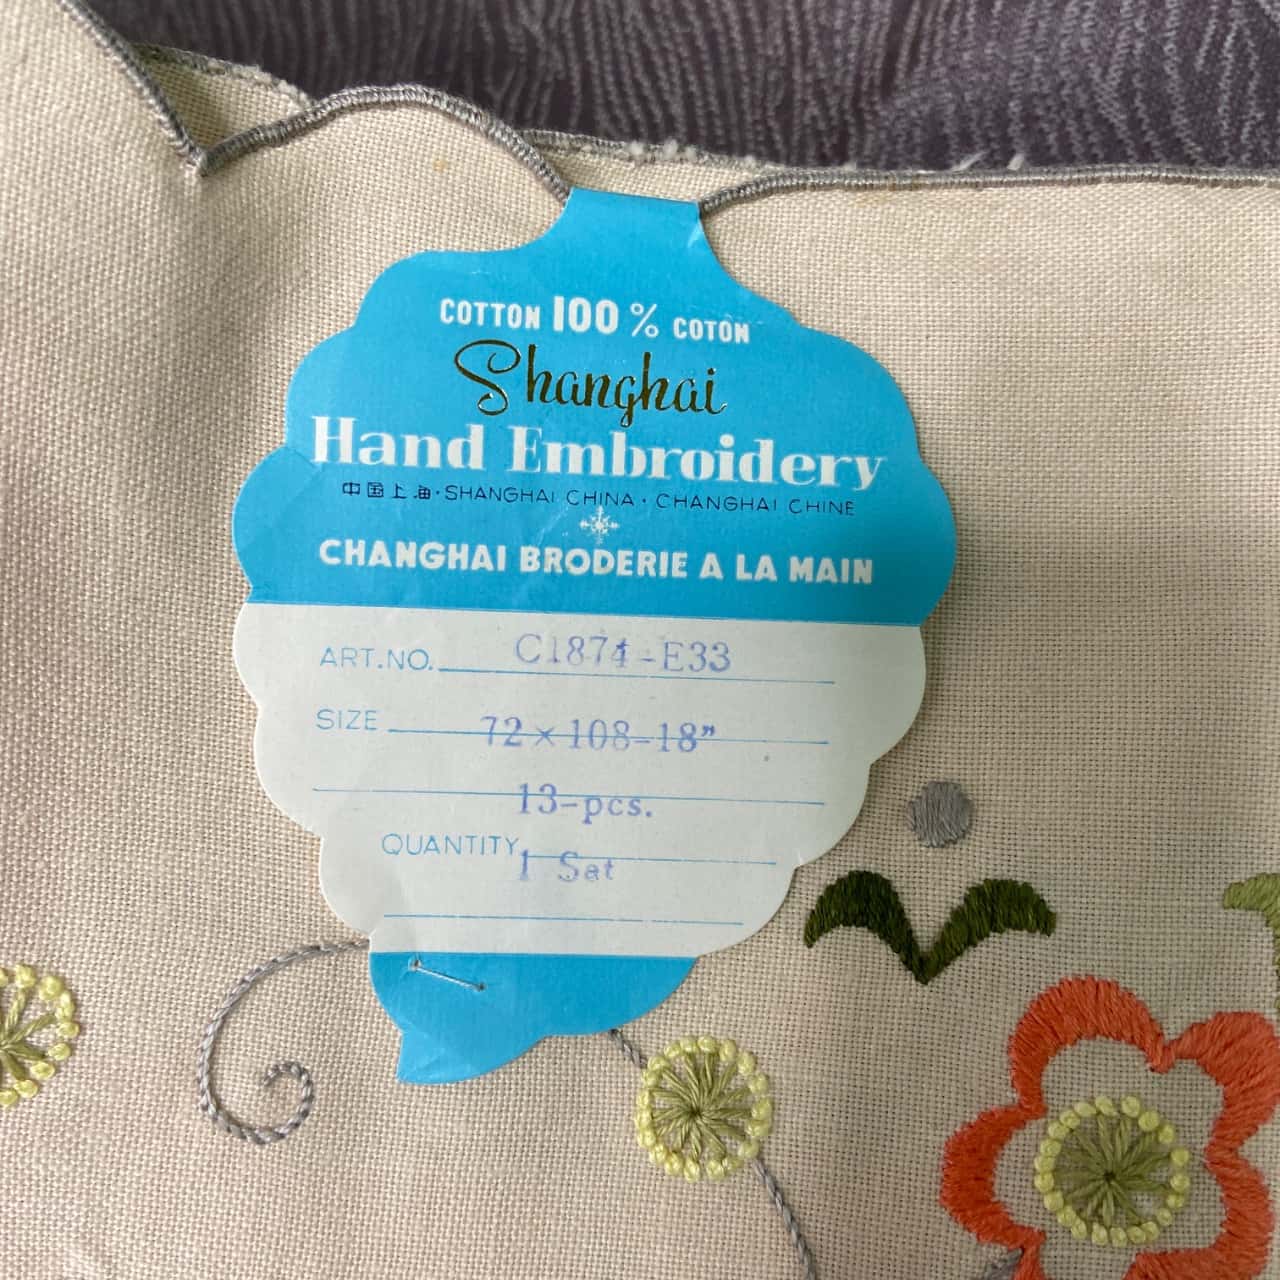 COTTON 100 % COTON
Shanghai
Hand Embroidery
中国上海·SHANGHAI CHINA · CHANGHAI CHINE
CHANGHAI BRODERIE A LA MAIN
ART.NO. C1874-E33
SIZE 72×108-18”
13-pcs.
QUANTITY 1 Set